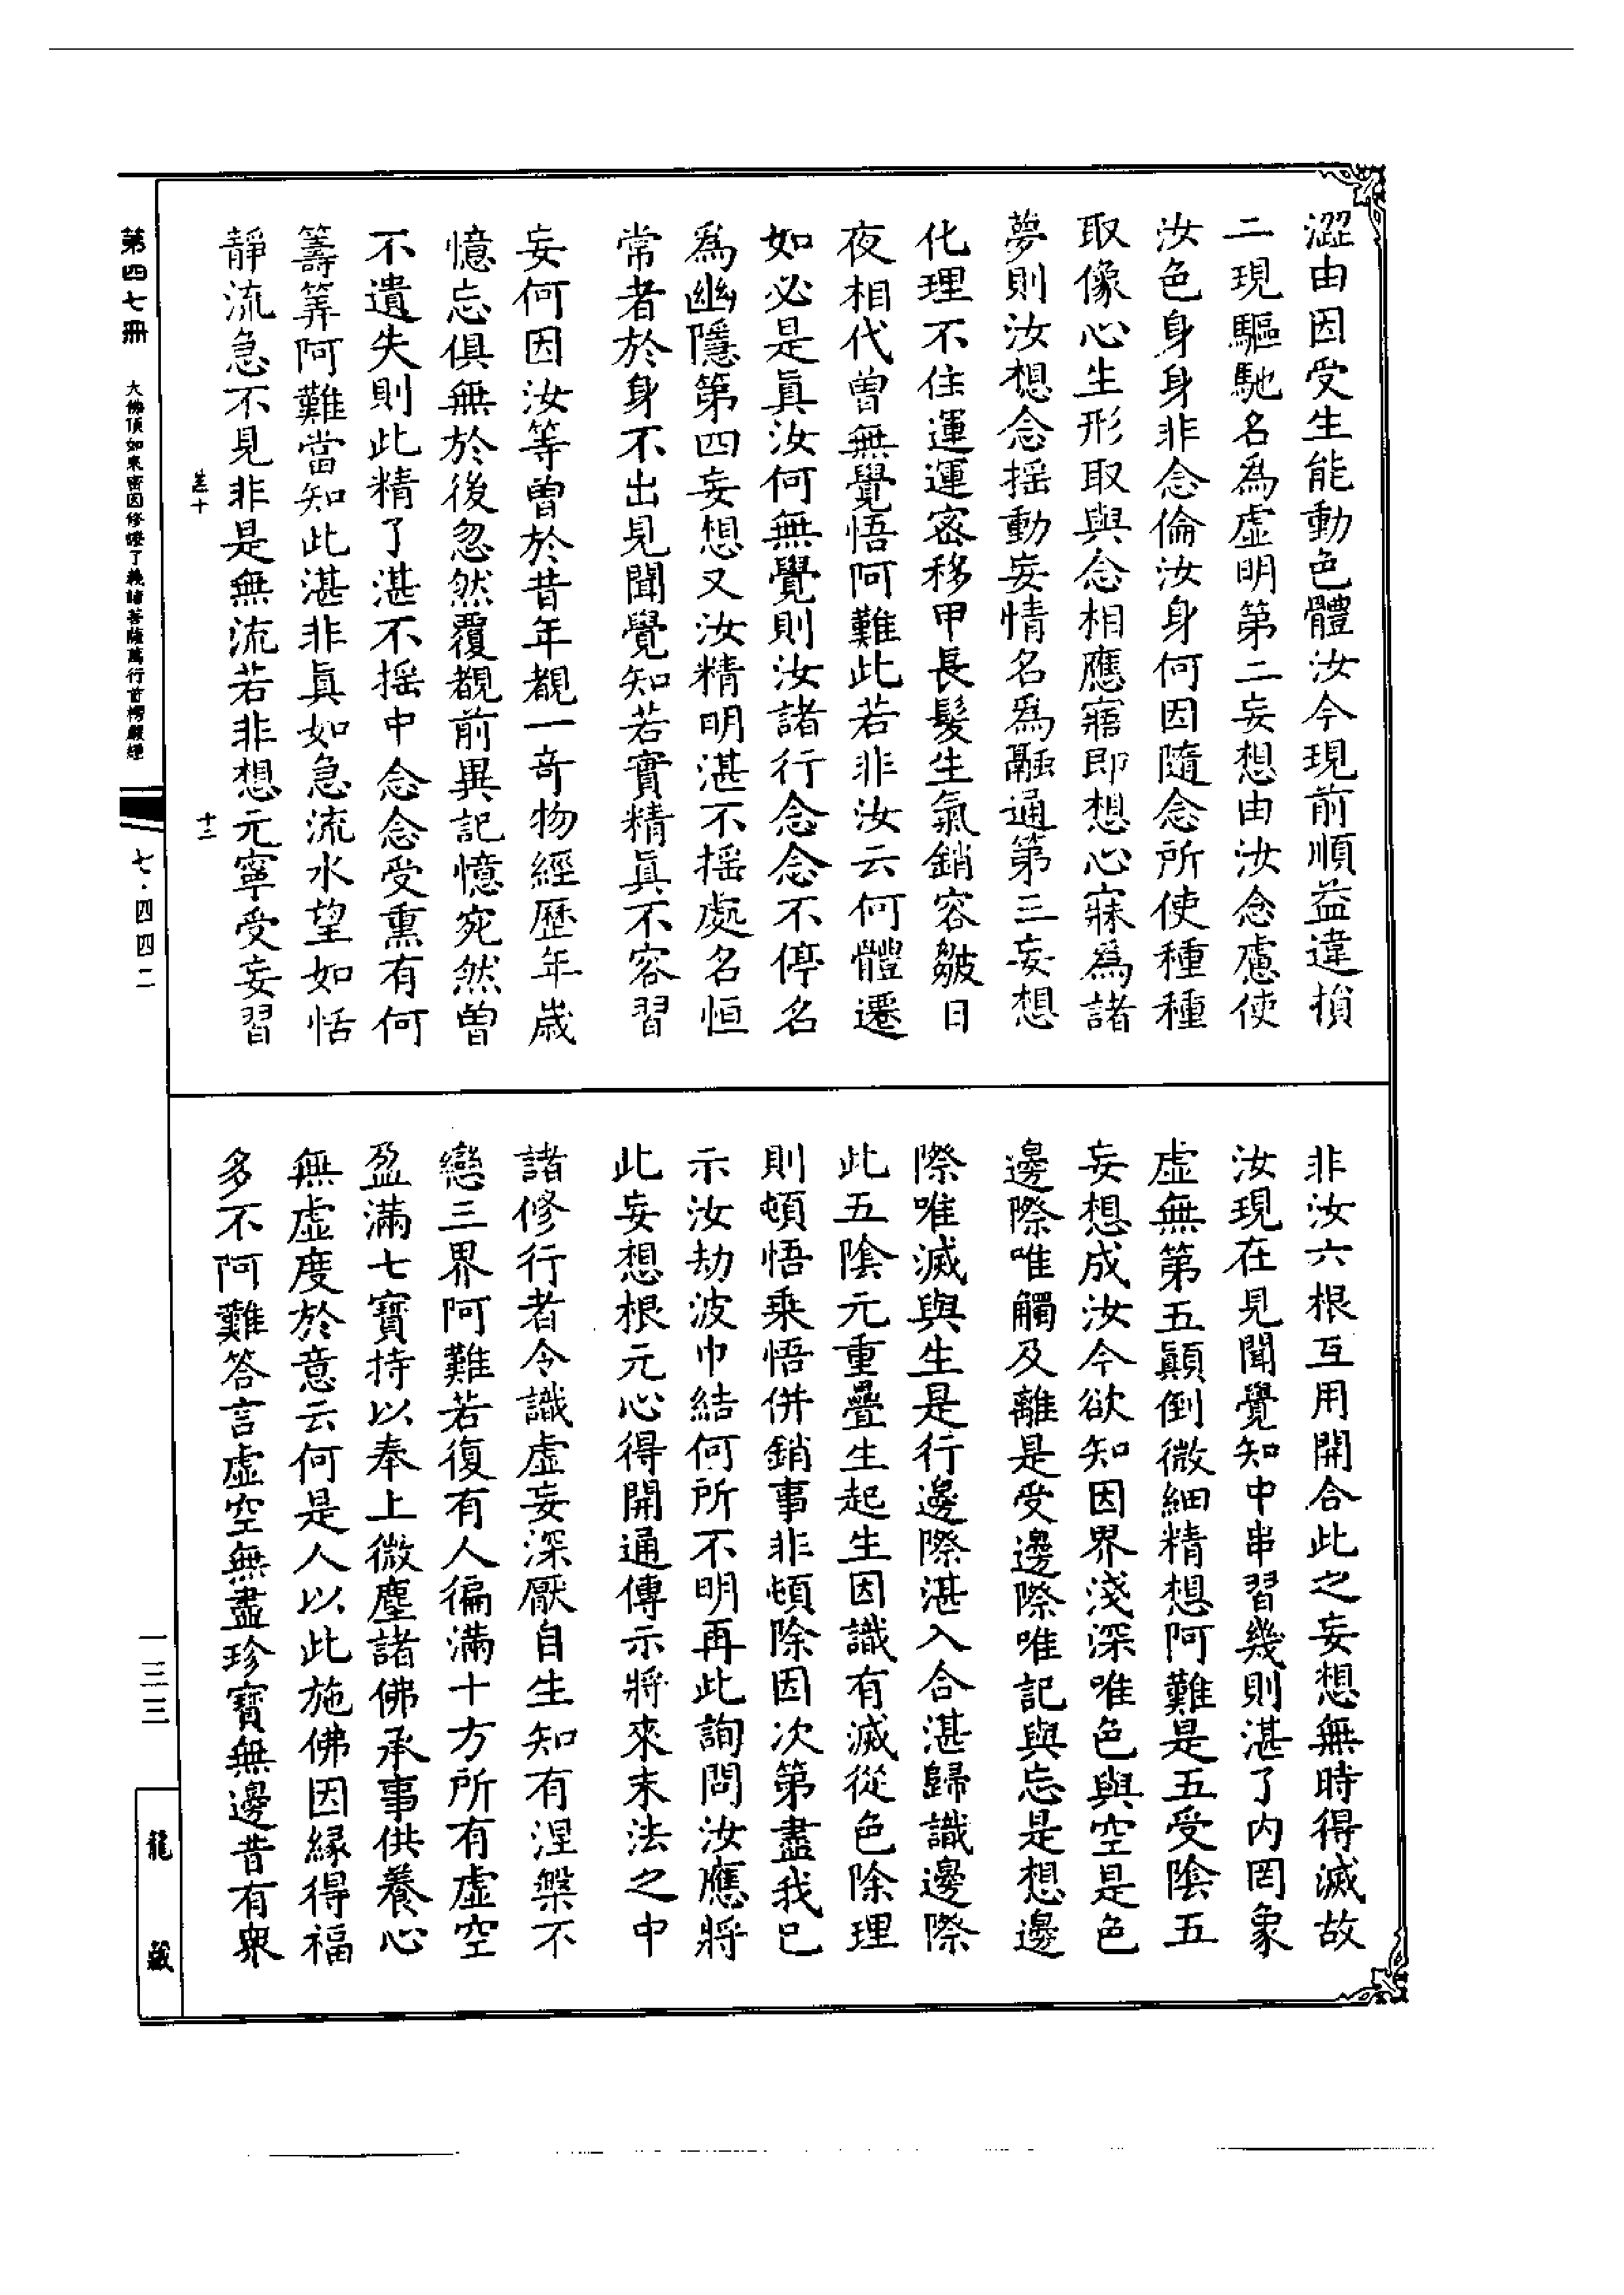 澀由因受生能動色體汝今現前順益違損
二現驅馳名為虛明第二妄想由汝念慮使
汝色身身非念倫汝身何因隨念所使種種
取像心生形取與念相應寤即想心寐為諸
夢則汝想念搖動妄情名為融通第三妄想
化理不住運運密移甲長髮生氣銷容皺日
夜相代曾無覺悟阿難此若非汝云何體遷
如必是真汝何無覺則汝諸行念念不停名
為幽隱第四妄想又汝精明湛不搖處名恒
常者於身不出見聞覺知若實精真不容習
妄何因汝等曾於昔年覩一奇物經歷年歲
憶忘俱無於後忽然覆覩前異記憶宛然曾
不遺失則此精了湛不搖中念念受熏有何
籌筭阿難當知此湛非真如急流水望如恬
靜流急不見非是無流若非想元寧受妄習
非汝六根互用開合此之妄想無時得滅故
汝現在見聞覺知中串習幾則湛了內罔象
虛無第五顛倒微細精想阿難是五受陰五
妄想成汝今欲知因界淺深唯色與空是色
邊際唯觸及離是受邊際唯記與忘是想邊
際唯滅與生是行邊際湛入合湛歸識邊際
此五陰元重疊生起生因識有滅從色除理
則頓悟乘悟併銷事非頓除因次第盡我已
示汝劫波巾結何所不明再此詢問汝應將
此妄想根元心得開通傳示將來末法之中
諸修行者令識虛妄深厭自生知有涅槃不
戀三界阿難若復有人徧滿十方所有虛空
盈滿七寶持以奉上微塵諸佛承事供養心
無虛度於意云何是人以此施佛因緣得福
多不阿難答言虛空無盡珍寶無邊昔有衆
十二
第四七冊
大佛頂如來密因修證了義諸菩薩萬行首楞嚴經
七·四四二
一三三
龍藏